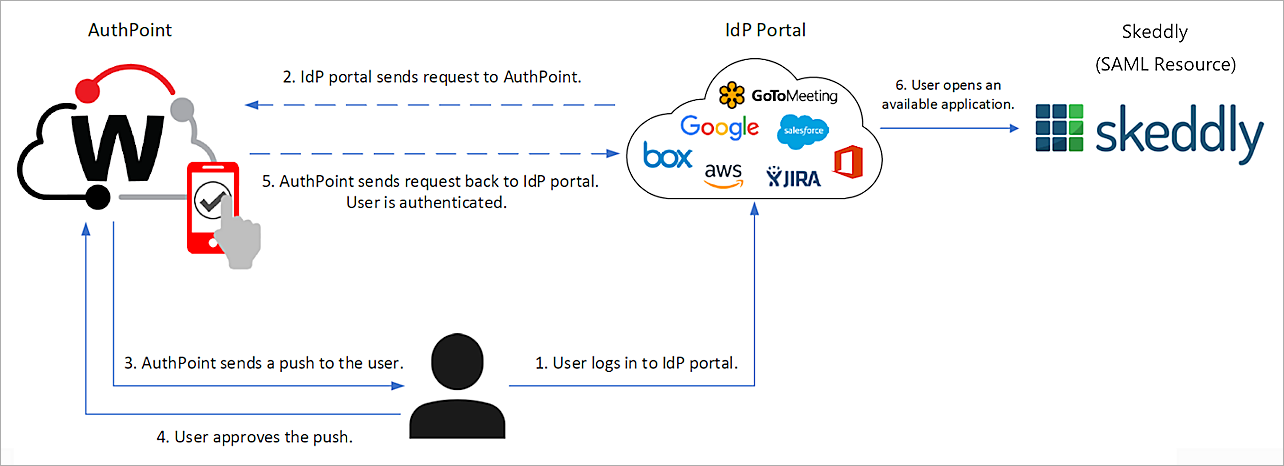 AuthPoint
IdP Portal
Skeddly
(SAML Resource)
2. IdP portal sends request to AuthPoint.
6. User opens an
available application.
GoToMeeting
Google
salesforce
box
aws
JIRA
skeddly
W
5. AuthPoint sends request back to IdP portal.
User is authenticated.
3. AuthPoint sends a push to the user.
1. User logs in to IdP portal.
4. User approves the push.